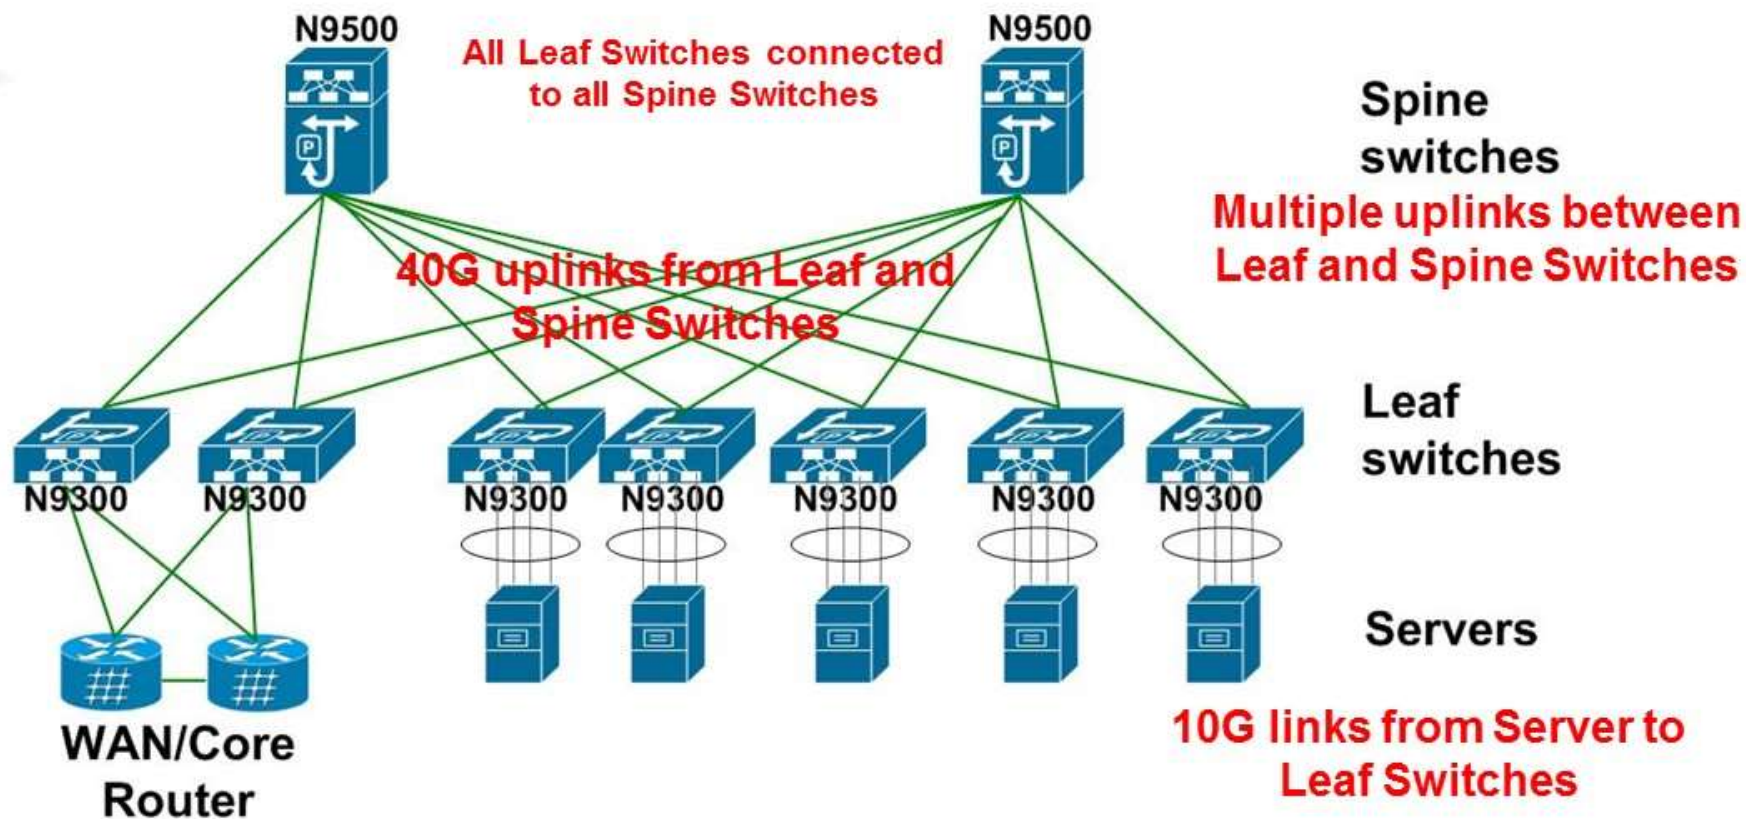 N9500
All Leaf Switches connected
to all Spine Switches
N9500
Spine
switches
Multiple uplinks between
Leaf and Spine Switches
40G uplinks from Leaf and
Spine Switches
Leaf
switches
N9300
N9300
N9300
N9300
N9300
N9300
N9300
P
P
P
P
P
P
P
P
P
Servers
WAN/Core
Router
10G links from Server to
Leaf Switches